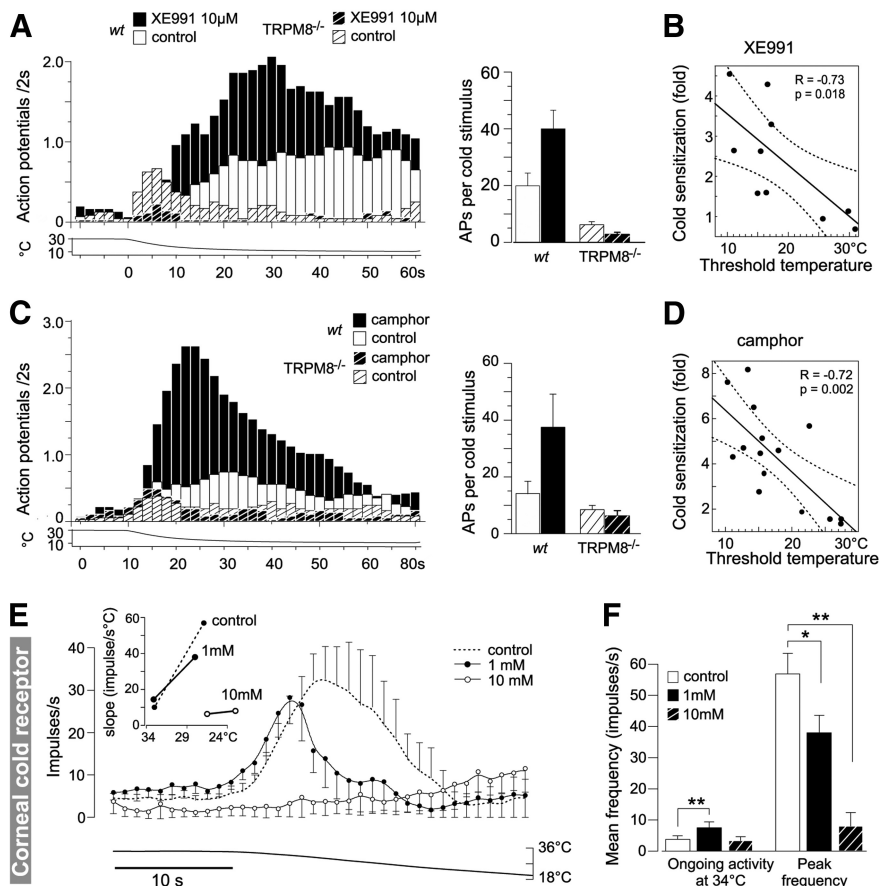 A
wt
XE991 10µM
control
TRPM8-/-
XE991 10µM
control
Action potentials /2s
2.0
1.0
0
°C
30
10
0 10 20 30 40 50 60s
APs per cold stimulus
60
40
20
0
wt TRPM8-/-
B
XE991
R = -0.73
p = 0.018
Cold sensitization (fold)
4
3
2
1
10 20 30°C
Threshold temperature
C
wt
camphor
control
TRPM8-/-
camphor
control
Action potentials /2s
3.0
2.0
1.0
0
°C
30
10
0 10 20 30 40 50 60 80s
APs per cold stimulus
60
40
20
0
wt TRPM8-/-
D
camphor
R = -0.72
p = 0.002
Cold sensitization (fold)
8
6
4
2
10 20 30°C
Threshold temperature
E
Corneal cold receptor
slope (impulse/s°C)
60
40
20
0
control
1mM
10mM
34 29 24°C
control
1 mM
10 mM
Impulses/s
40
30
20
10
0
36°C
18°C
10 s
F
control
1mM
10mM
**
*
**
Mean frequency (impulses/s)
60
50
40
30
20
10
0
Ongoing activity
at 34°C
Peak
frequency